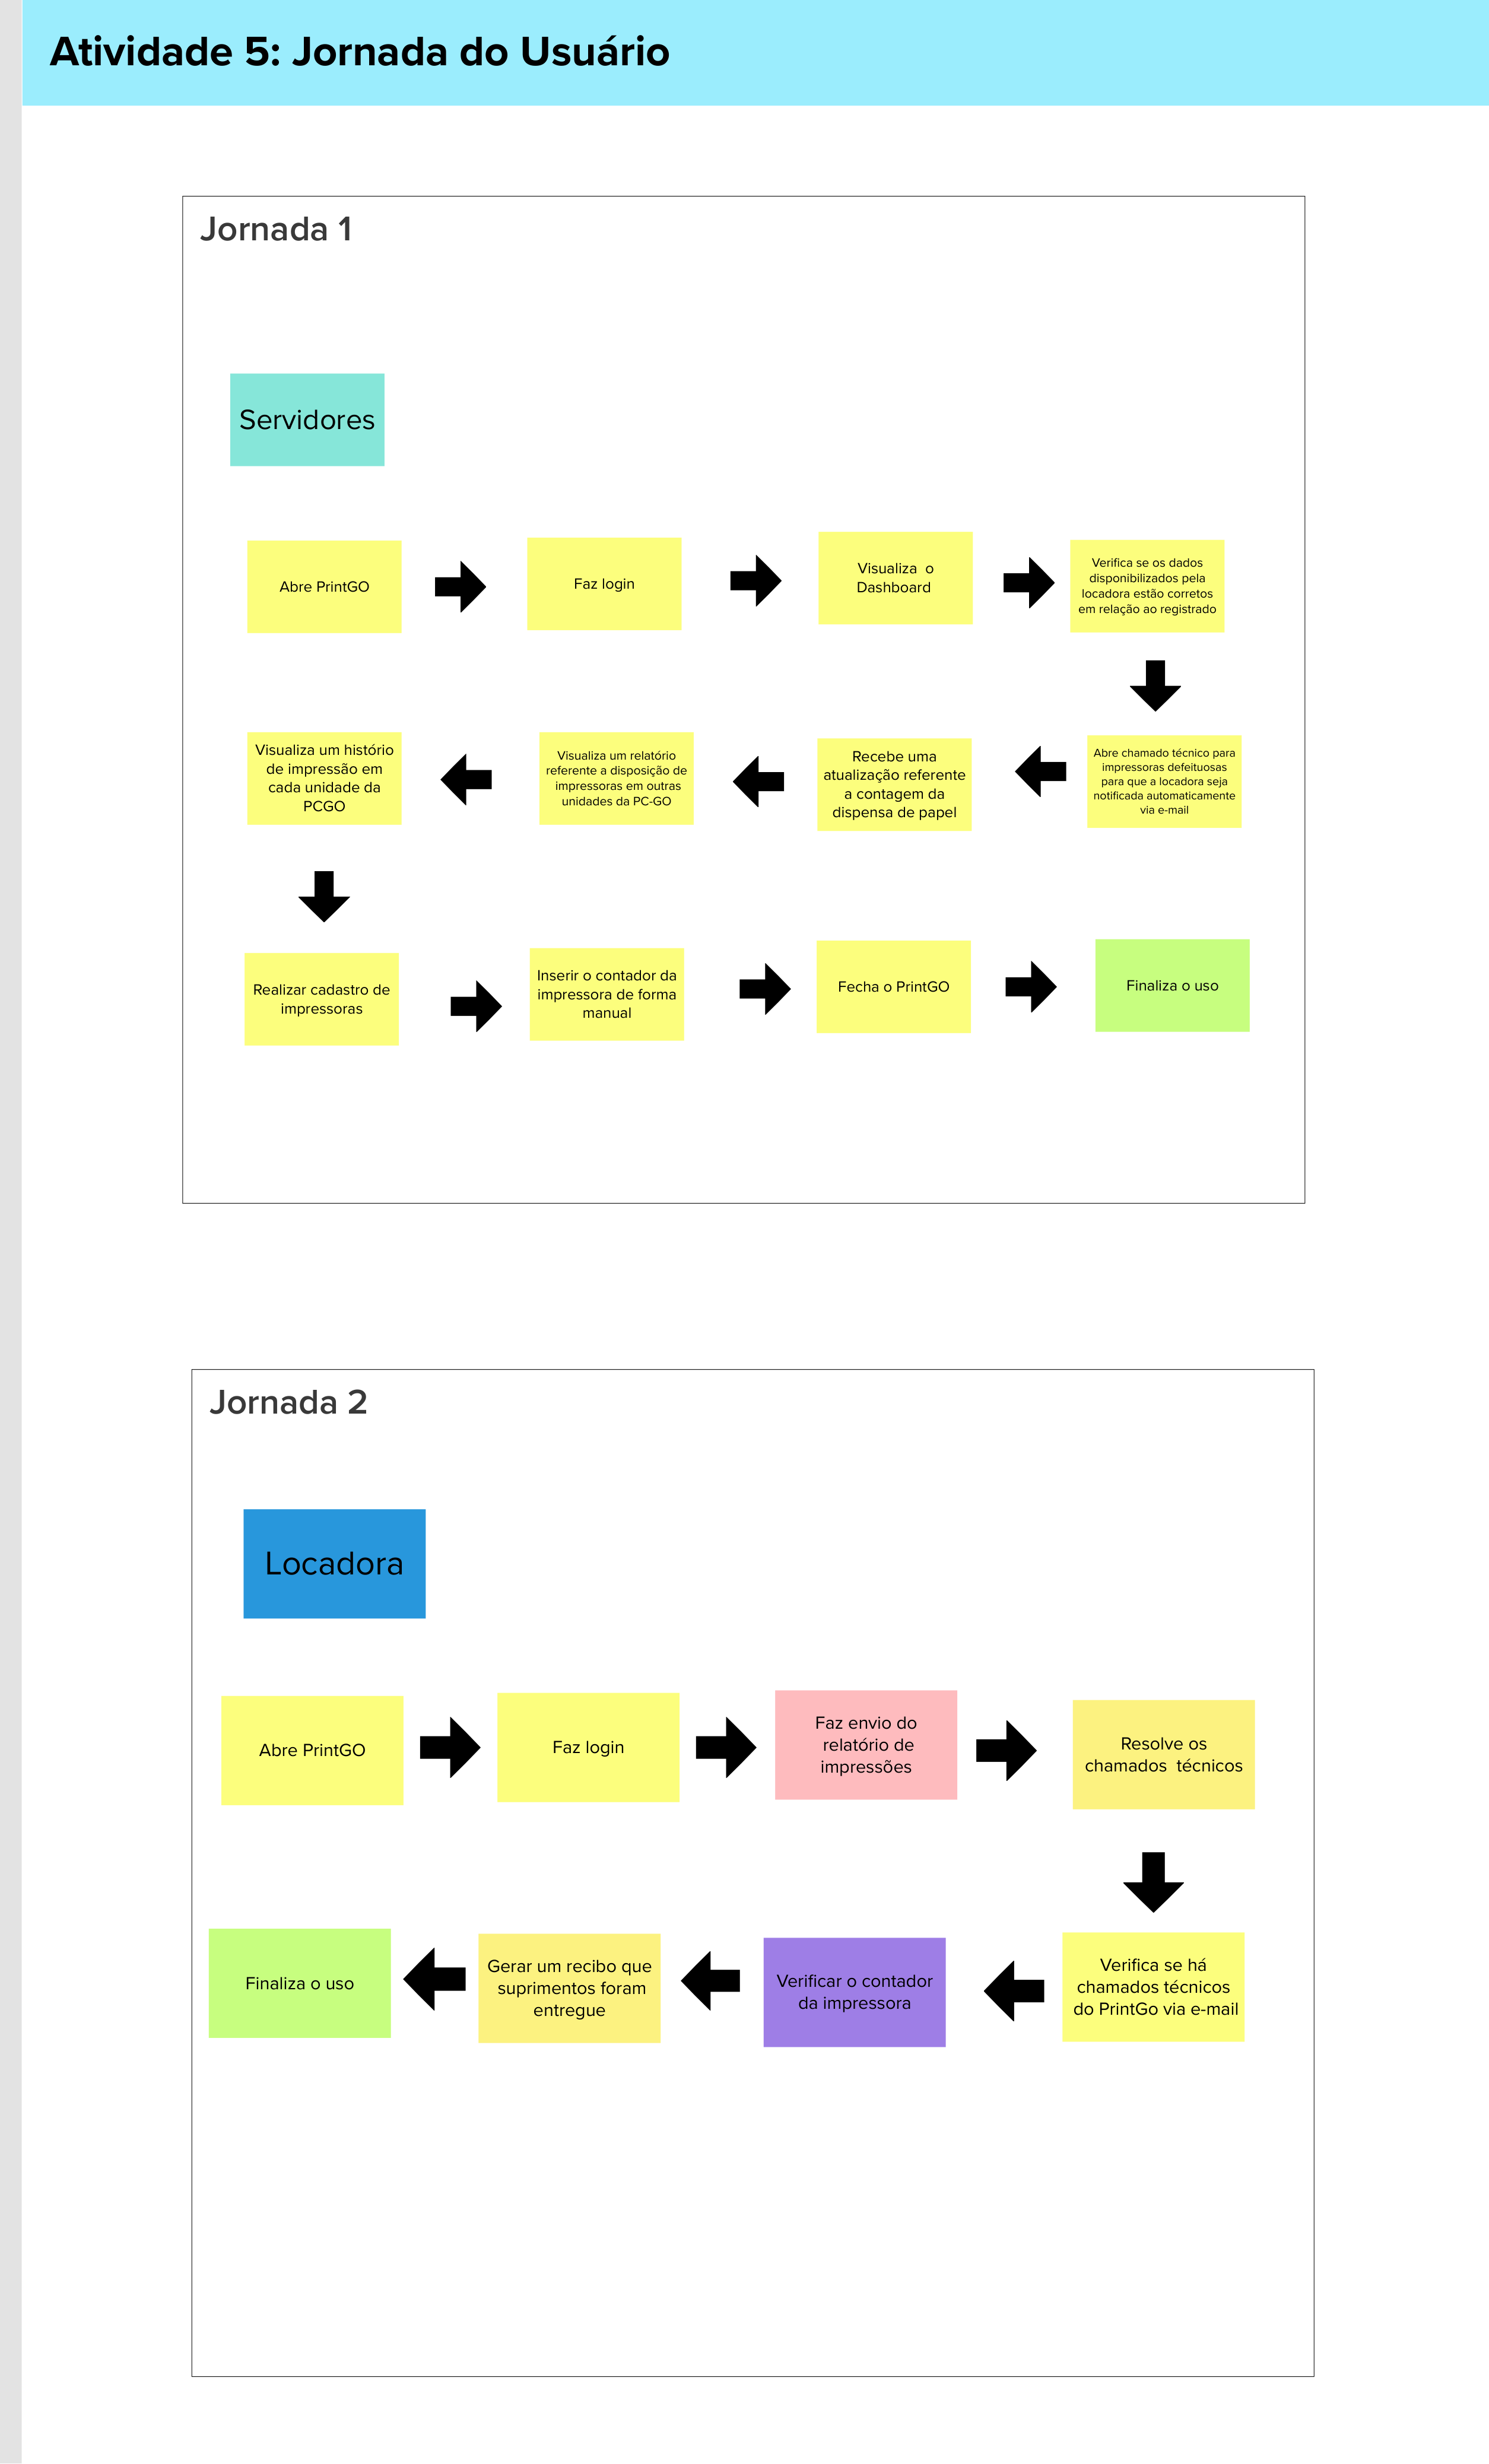 Atividade 5: Jornada do Usuário
Jornada 1
Servidores
Abre PrintGO
Faz login
Visualiza o
Dashboard
Verifica se os dados
disponibilizados pela
locadora estão corretos
em relação ao registrado
Abre chamado técnico para
impressoras defeituosas
para que a locadora seja
notificada automaticamente
via e-mail
Recebe uma
atualização referente
a contagem da
dispensa de papel
Visualiza um relatório
referente a disposição de
impressoras em outras
unidades da PC-GO
Visualiza um histório
de impressão em
cada unidade da
PCGO
Realizar cadastro de
impressoras
Inserir o contador da
impressora de forma
manual
Fecha o PrintGO
Finaliza o uso
Jornada 2
Locadora
Abre PrintGO
Faz login
Faz envio do
relatório de
impressões
Resolve os
chamados técnicos
Verifica se há
chamados técnicos
do PrintGo via e-mail
Verificar o contador
da impressora
Gerar um recibo que
suprimentos foram
entregue
Finaliza o uso